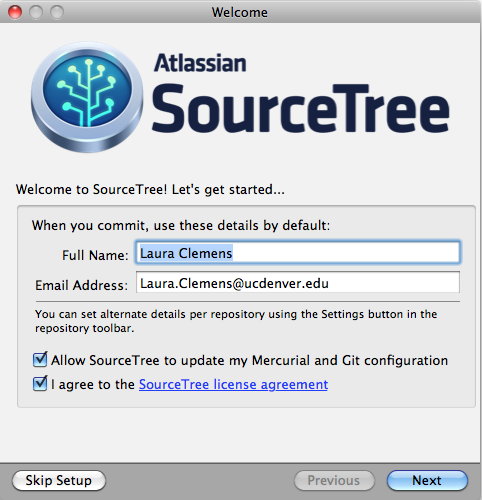 Welcome
Atlassian
SourceTree
Welcome to SourceTree! Let's get started...
When you commit, use these details by default:
Full Name: Laura Clemens
Email Address: Laura.Clemens@ucdenver.edu
You can set alternate details per repository using the Settings button in the
repository toolbar.
Allow SourceTree to update my Mercurial and Git configuration
I agree to the SourceTree license agreement
Skip Setup Previous Next